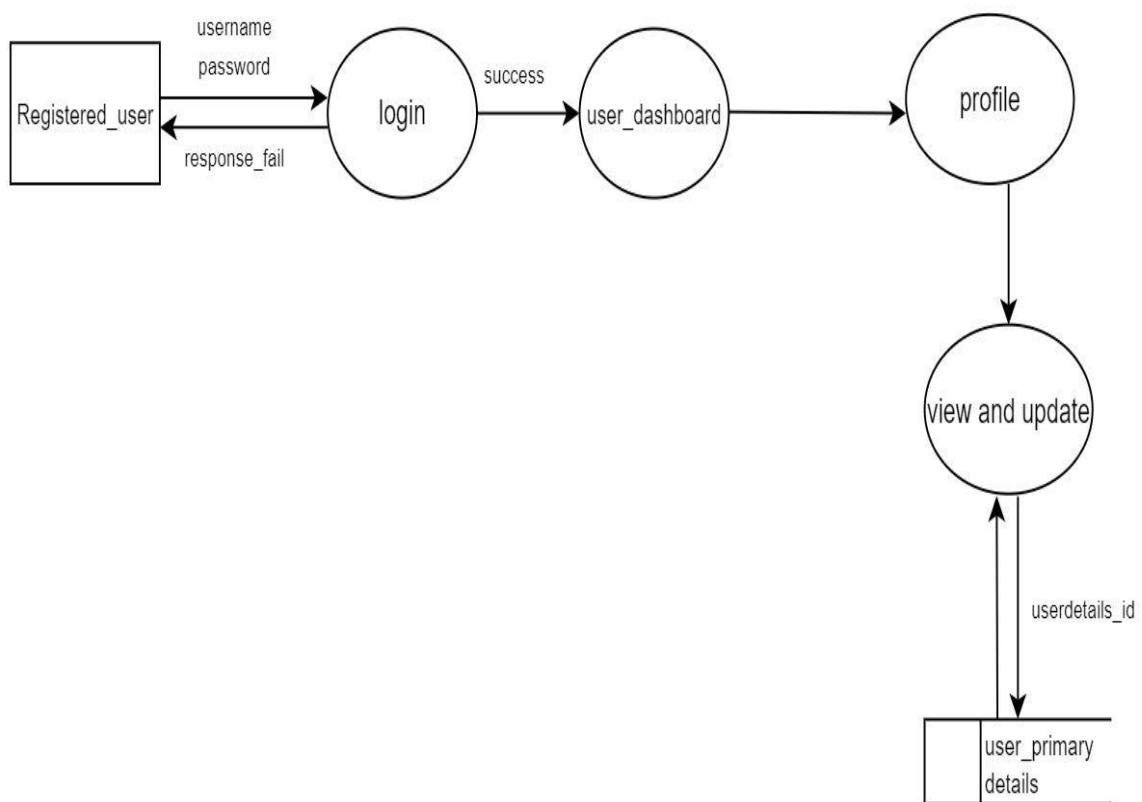 username
password
Registered_user
response_fail
login
success
user_dashboard
profile
view and update
userdetails_id
user_primary
details